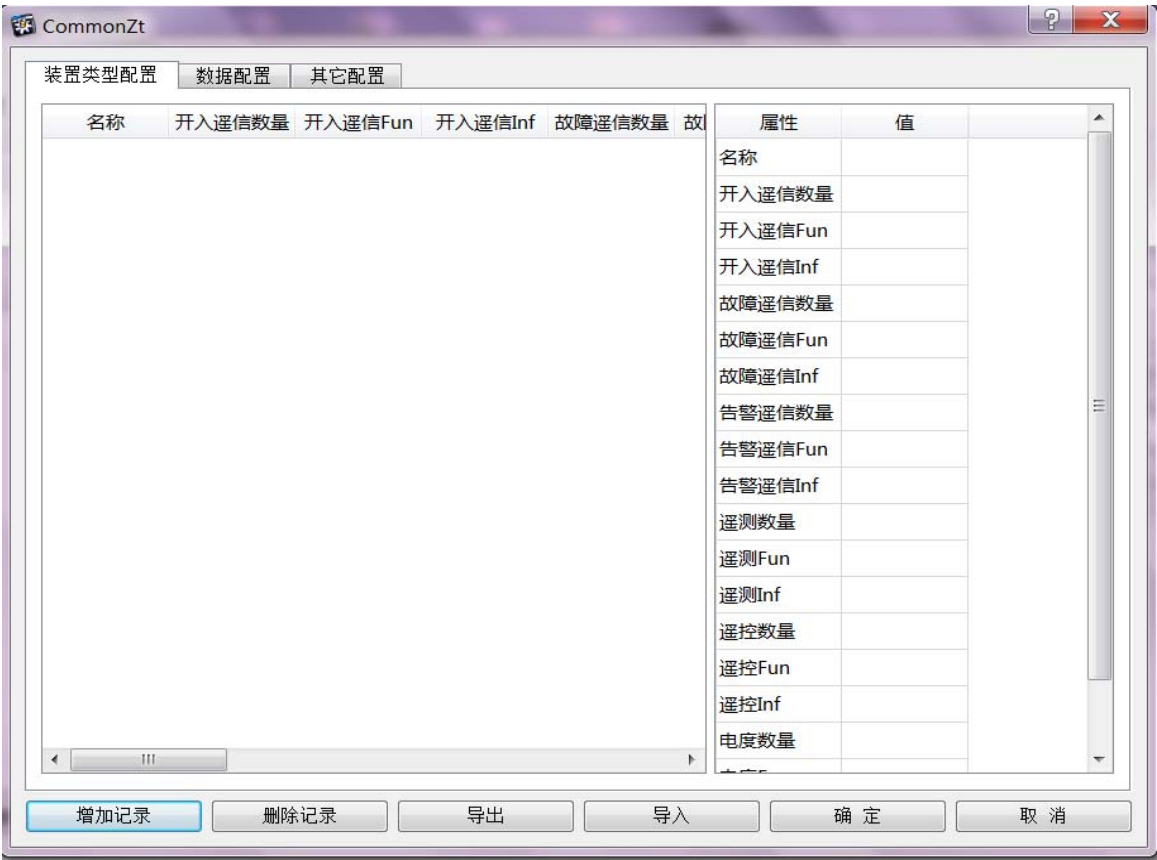 CommonZt
装置类型配置 数据配置 其它配置
名称 开入遥信数量 开入遥信Fun 开入遥信Inf 故障遥信数量 故 属性 值
名称
开入遥信数量
开入遥信Fun
开入遥信Inf
故障遥信数量
故障遥信Fun
故障遥信Inf
告警遥信数量
告警遥信Fun
告警遥信Inf
遥测数量
遥测Fun
遥测Inf
遥控数量
遥控Fun
遥控Inf
电度数量
增加记录 删除记录 导出 导入 确 定 取 消